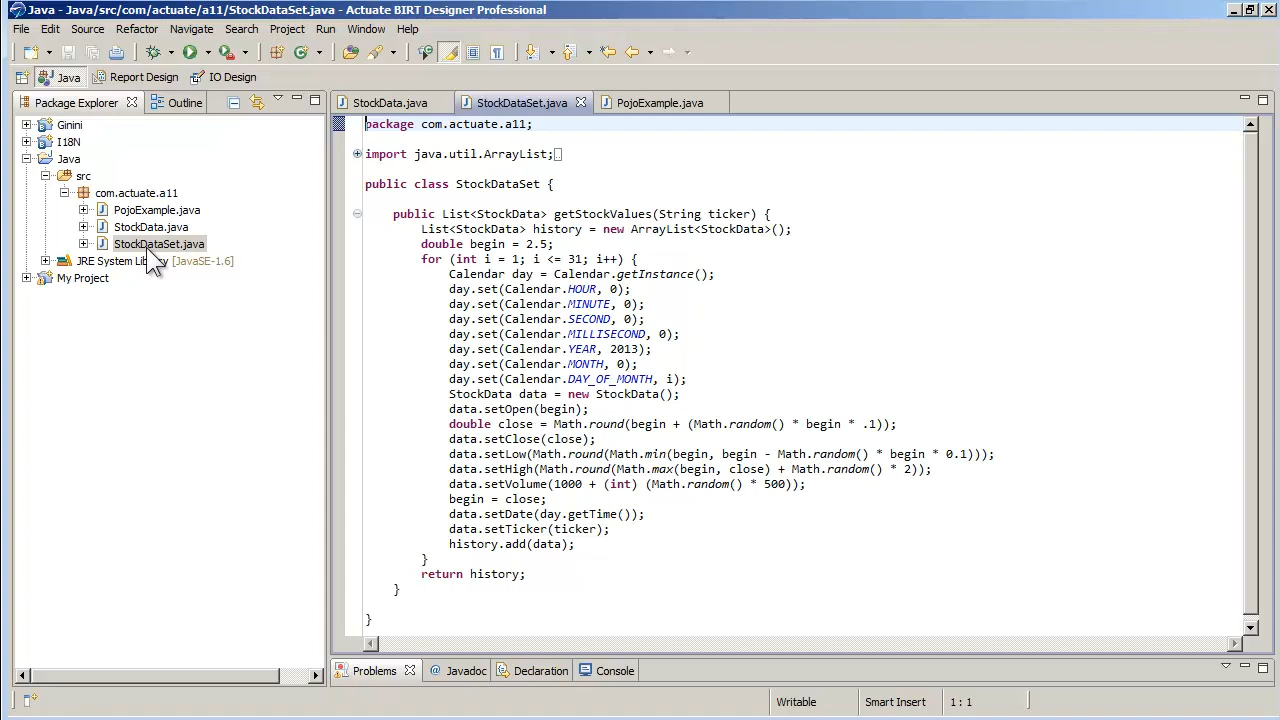 Java - Java/src/com/actuate/a11/StockDataSet.java - Actuate BIRT Designer Professional
File Edit Source Refactor Navigate Search Project Run Window Help
Java Report Design IO Design
Package Explorer Outline
Ginini
I18N
Java
src
com.actuate.a11
PojoExample.java
StockData.java
StockDataSet.java
JRE System Library [JavaSE-1.6]
My Project
StockData.java StockDataSet.java PojoExample.java
package com.actuate.a11;
import java.util.ArrayList;
public class StockDataSet {
public List<StockData> getStockValues(String ticker) {
List<StockData> history = new ArrayList<StockData>();
double begin = 2.5;
for (int i = 1; i <= 31; i++) {
Calendar day = Calendar.getInstance();
day.set(Calendar.HOUR, 0);
day.set(Calendar.MINUTE, 0);
day.set(Calendar.SECOND, 0);
day.set(Calendar.MILLISECOND, 0);
day.set(Calendar.YEAR, 2013);
day.set(Calendar.MONTH, 0);
day.set(Calendar.DAY_OF_MONTH, i);
StockData data = new StockData();
data.setOpen(begin);
double close = Math.round(begin + (Math.random() * begin * .1));
data.setClose(close);
data.setLow(Math.round(Math.min(begin, begin - Math.random() * begin * 0.1)));
data.setHigh(Math.round(Math.max(begin, close) + Math.random() * 2));
data.setVolume(1000 + (int) (Math.random() * 500));
begin = close;
data.setDate(day.getTime());
data.setTicker(ticker);
history.add(data);
}
return history;
}
}
Problems @ Javadoc Declaration Console
Writable Smart Insert 1 : 1